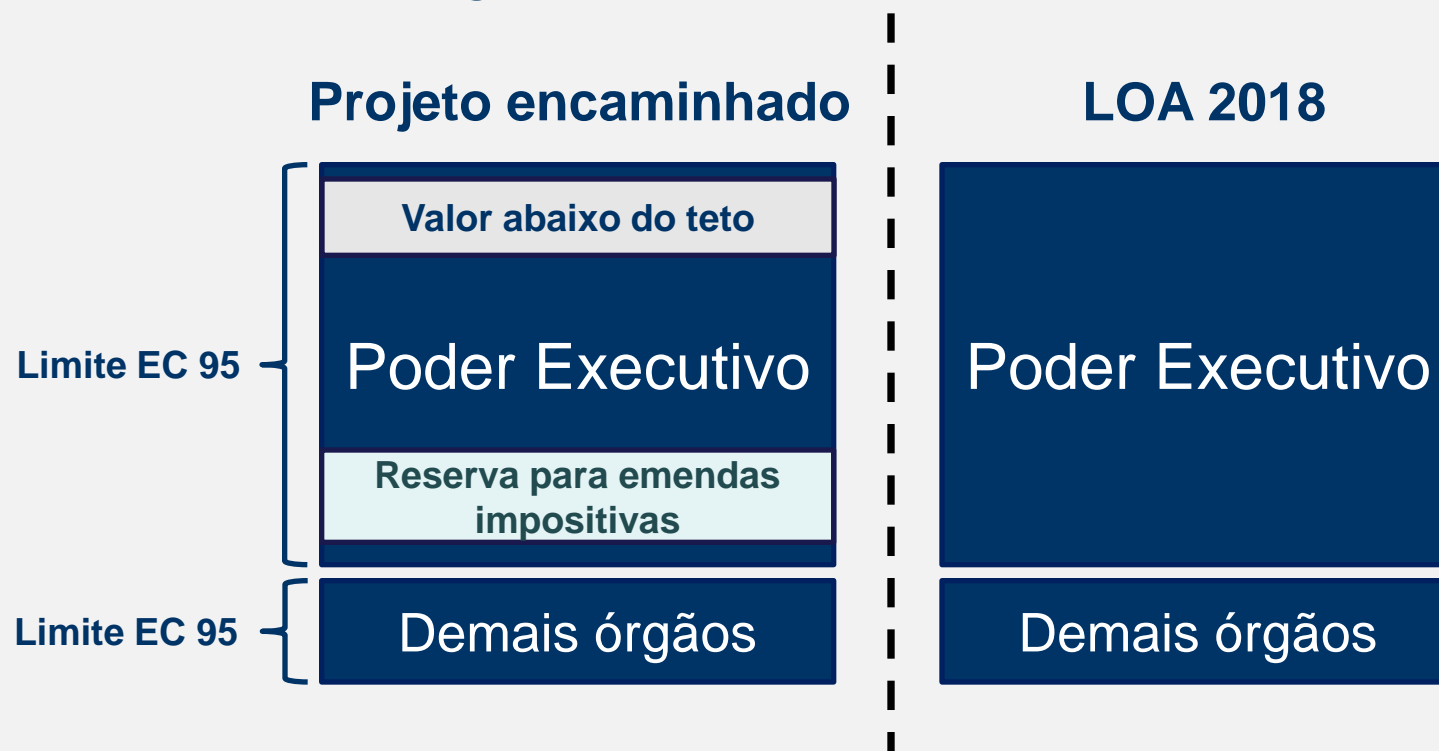 Projeto encaminhado
LOA 2018
Valor abaixo do teto
Limite EC 95
Poder Executivo
Poder Executivo
Reserva para emendas
impositivas
Limite EC 95
Demais órgãos
Demais órgãos